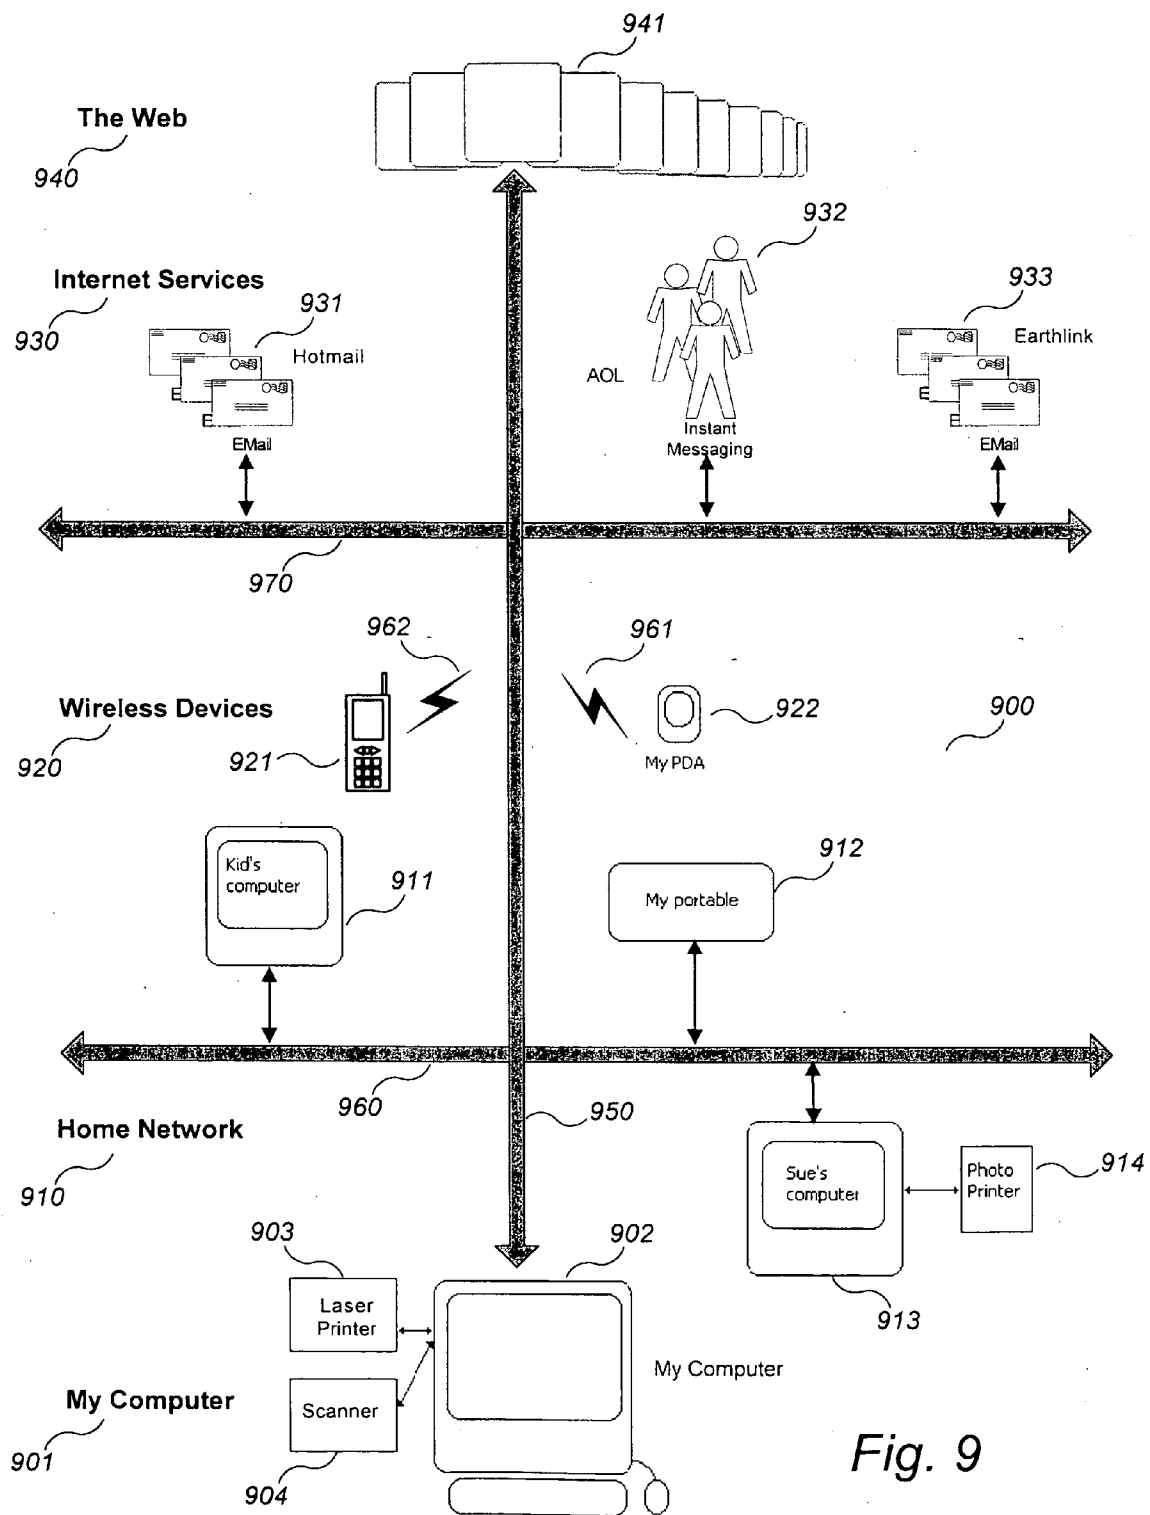 941
The Web
940
932
Internet Services
930
931
Hotmail
933
Earthlink
AOL
E
E
EMail
Instant
Messaging
E
E
EMail
970
962
961
Wireless Devices
920
921
922
My PDA
900
Kid's
computer
911
912
My portable
960
950
Home Network
910
Sue's
computer
Photo
Printer
914
913
903
902
Laser
Printer
My Computer
My Computer
901
Scanner
904
Fig. 9